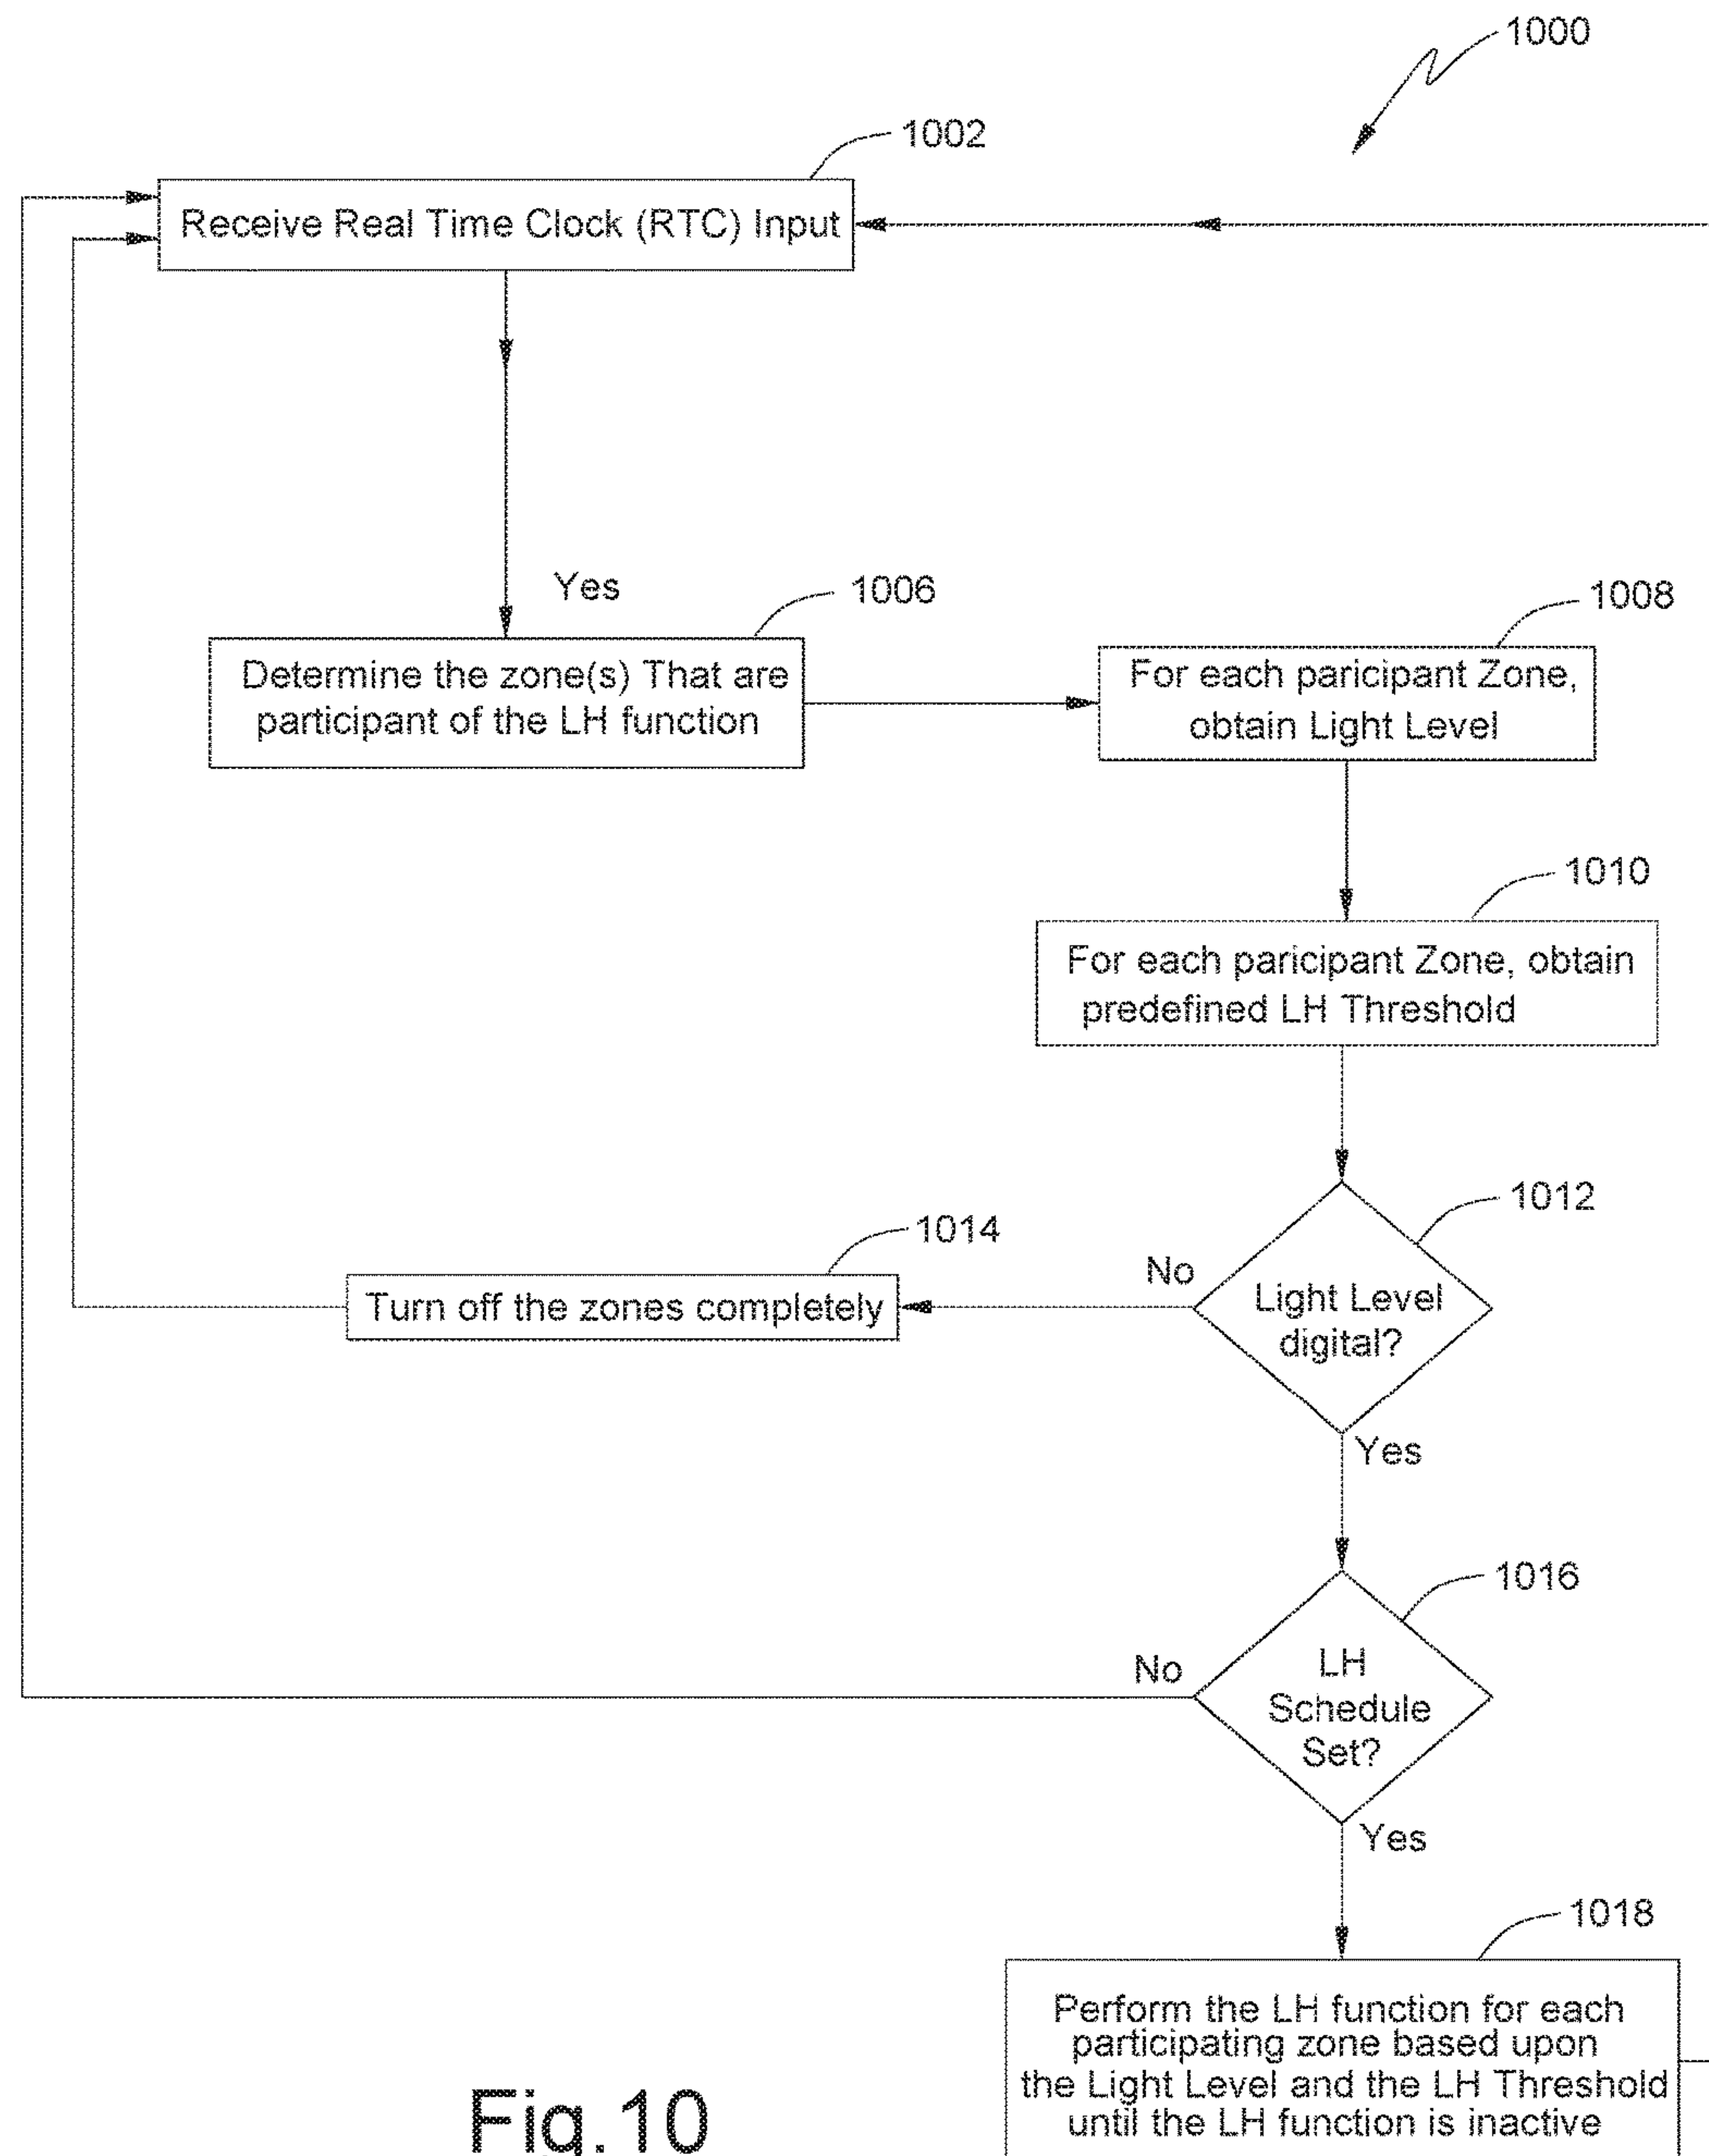 1000
1002
Receive Real Time Clock (RTC) Input
Yes
1006
Determine the zone(s) That are
participant of the LH function
1008
For each paricipant Zone,
obtain Light Level
1010
For each paricipant Zone, obtain
predefined LH Threshold
1012
Light Level
digital?
No
1014
Turn off the zones completely
Yes
1016
LH
Schedule
Set?
No
Yes
1018
Perform the LH function for each
participating zone based upon
the Light Level and the LH Threshold
until the LH function is inactive
Fig.10